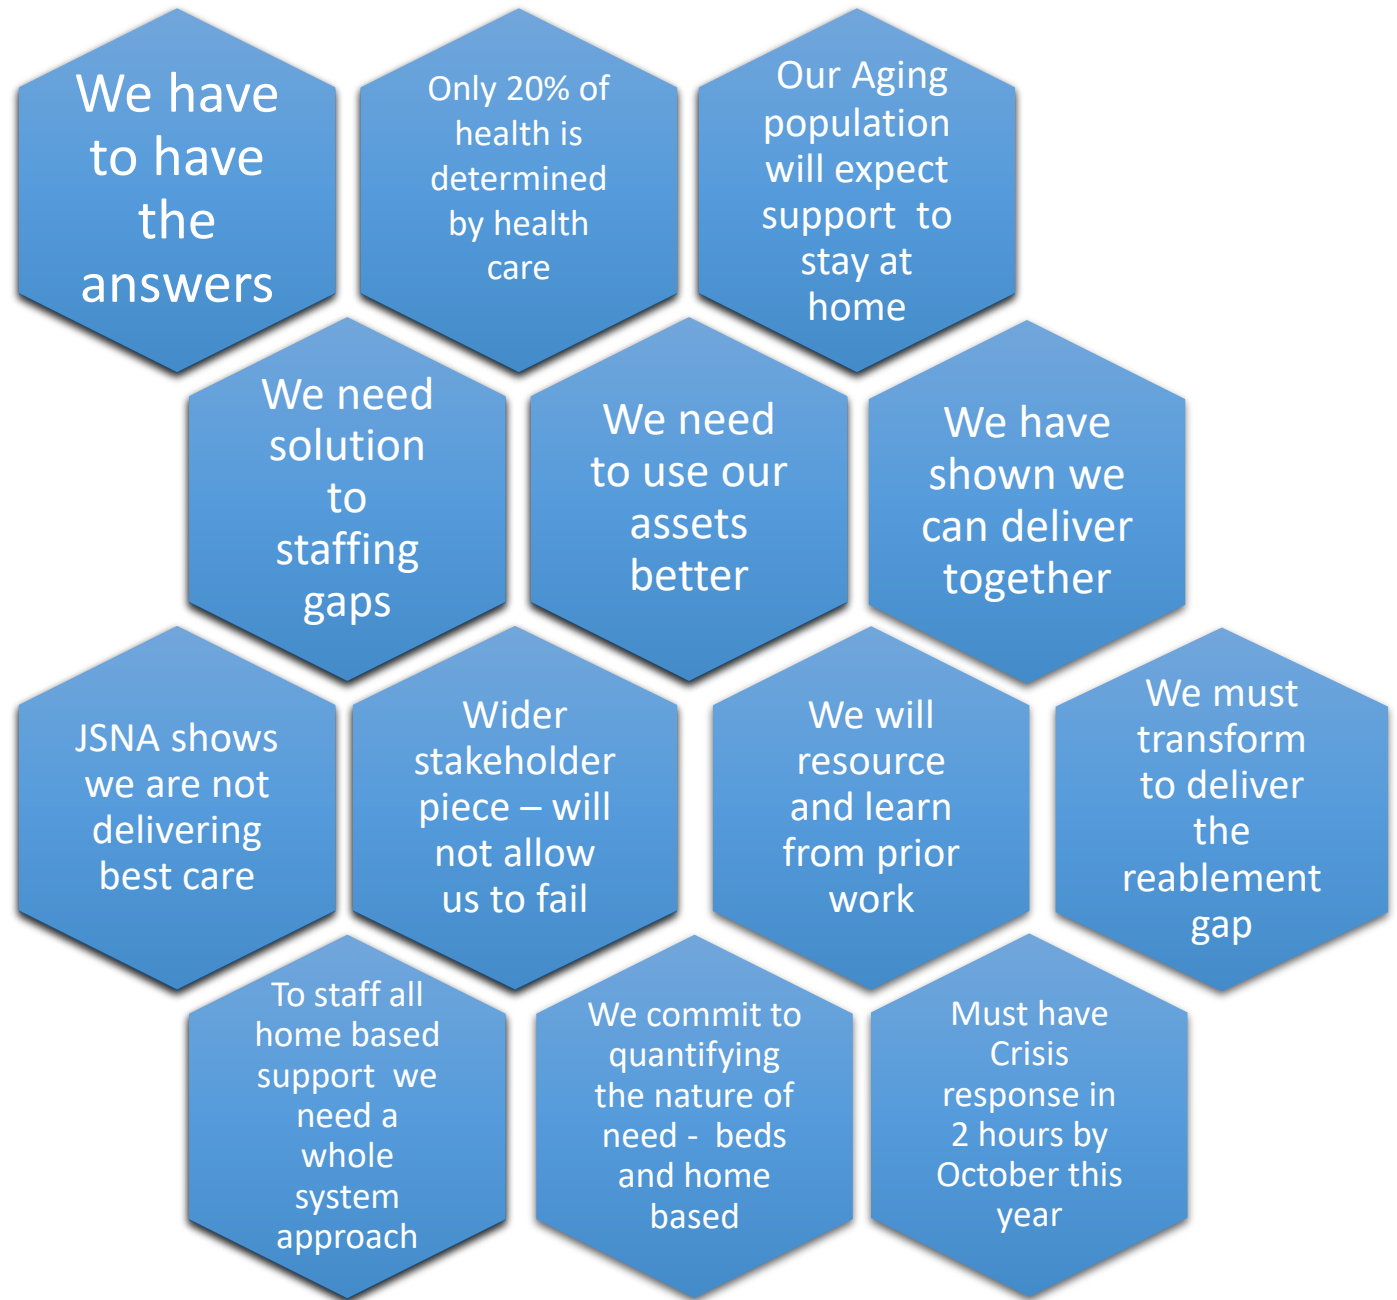 We have
to have
the
answers
Only 20% of
health is
determined
by health
care
Our Aging
population
will expect
support  to
stay at
home
We need
solution
to
staffing
gaps
We need
to use our
assets
better
We have
shown we
can deliver
together
JSNA shows
we are not
delivering
best care
Wider
stakeholder
piece – will
not allow
us to fail
We will
resource
and learn
from prior
work
We must
transform
to deliver
the
reablement
gap
To staff all
home based
support  we
need a
whole
system
approach
We commit to
quantifying
the nature of
need -  beds
and home
based
Must have
Crisis
response in
2 hours by
October this
year